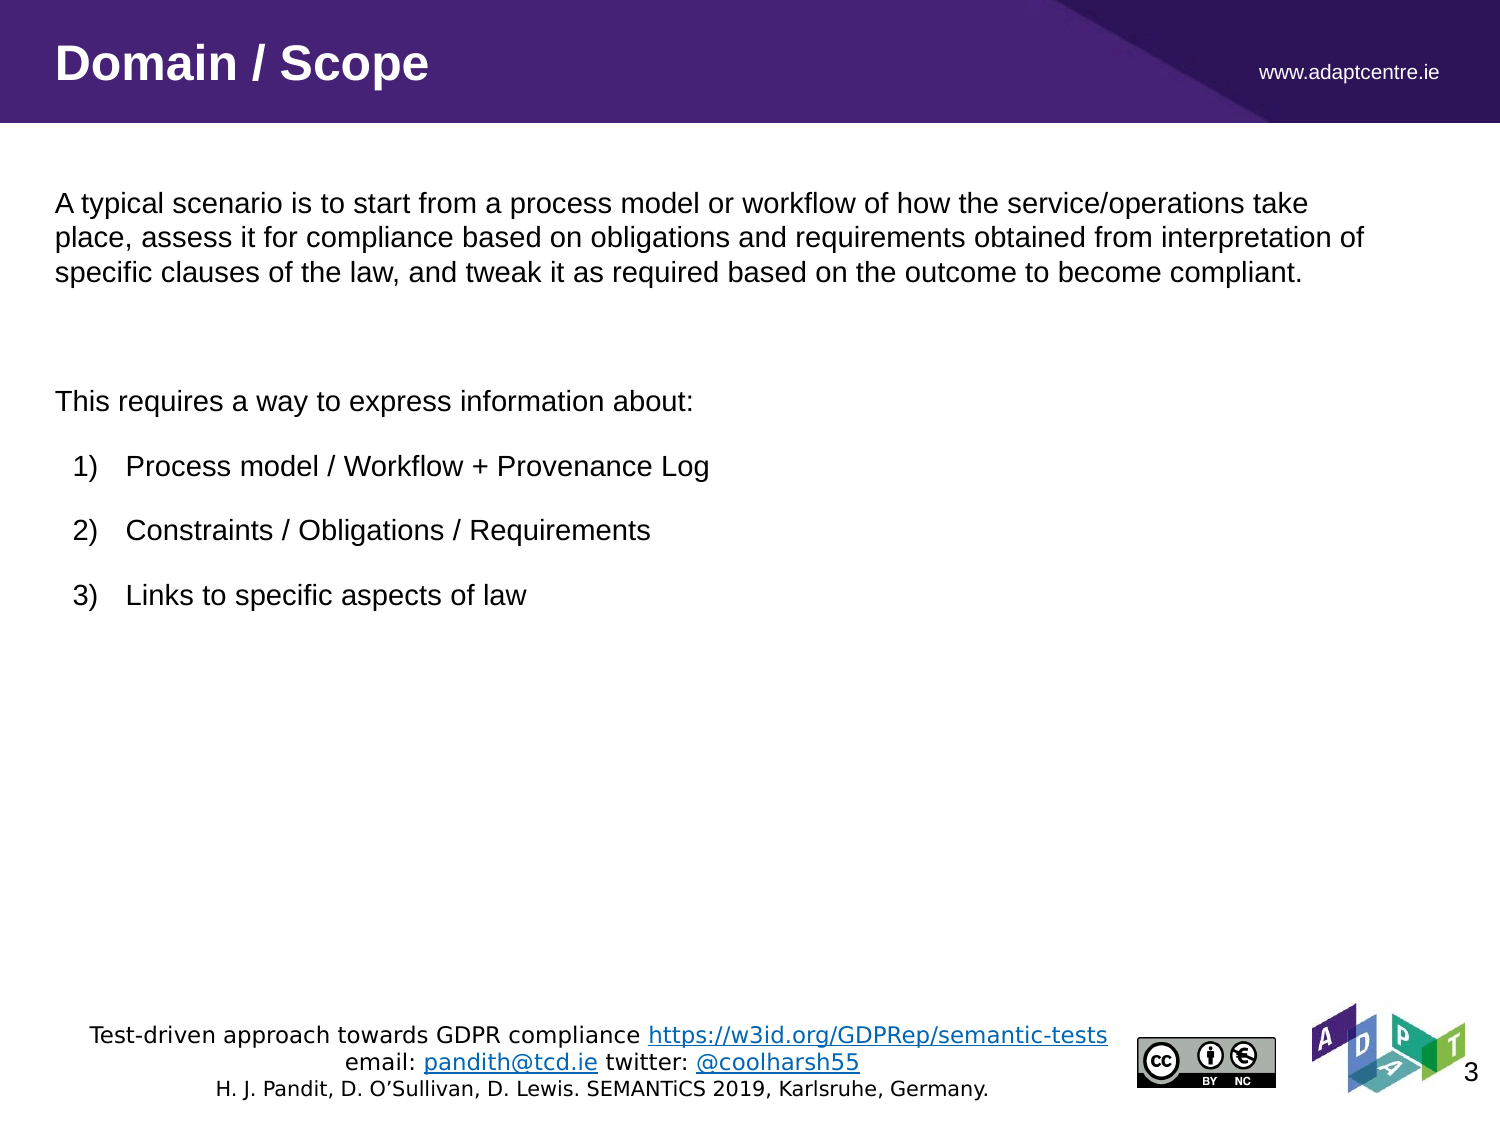 Domain / Scope
www.adaptcentre.ie
A typical scenario is to start from a process model or workflow of how the service/operations take
place, assess it for compliance based on obligations and requirements obtained from interpretation of
specific clauses of the law, and tweak it as required based on the outcome to become compliant.
This requires a way to express information about:
1) Process model / Workflow + Provenance Log
2) Constraints / Obligations / Requirements
3) Links to specific aspects of law
Test-driven approach towards GDPR compliance https://w3id.org/GDPRep/semantic-tests
email: pandith@tcd.ie twitter: @coolharsh55
H. J. Pandit, D. O’Sullivan, D. Lewis. SEMANTiCS 2019, Karlsruhe, Germany.
cc
BY NC
ADAPT
3